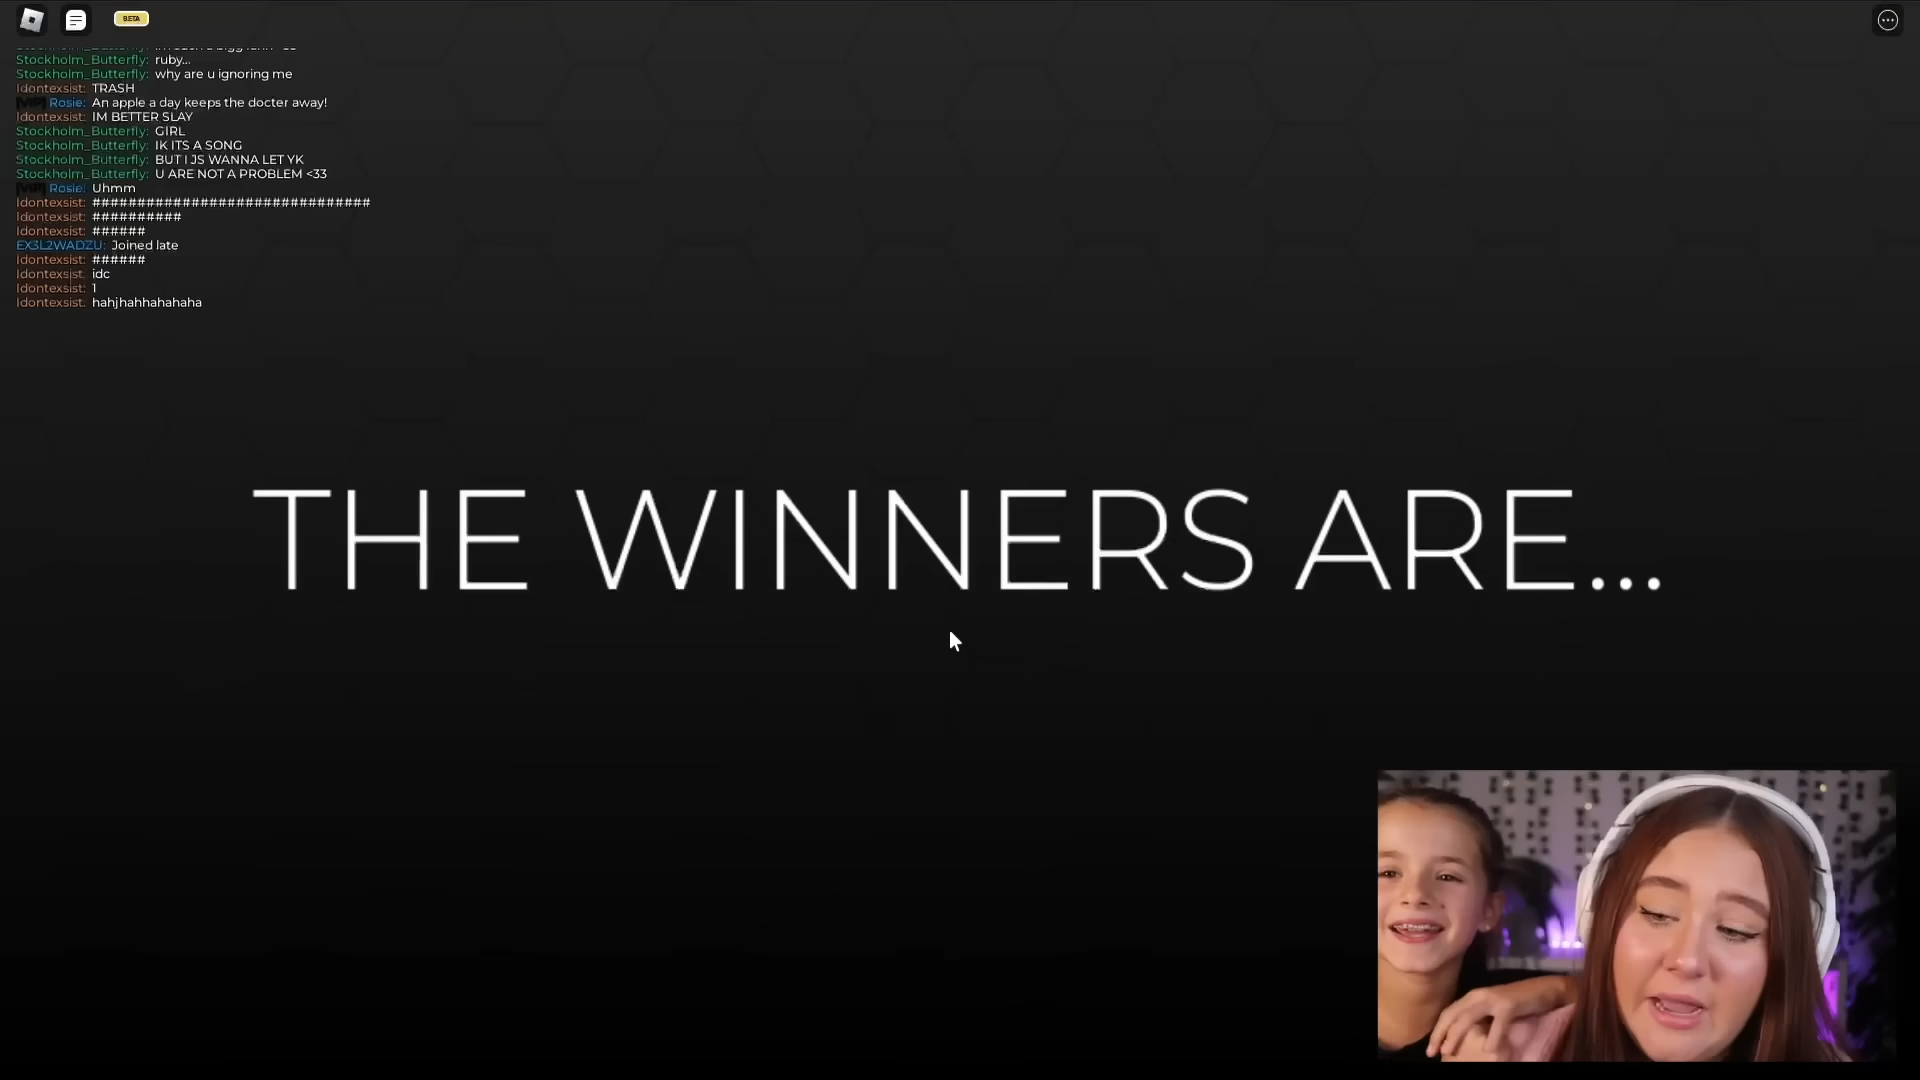 BETA
Stockholm_Butterfly: ruby...
Stockholm_Butterfly: why are u ignoring me
Idontexsist: TRASH
[VIP] Rosie: An apple a day keeps the docter away!
Idontexsist: IM BETTER SLAY
Stockholm_Butterfly: GIRL
Stockholm_Butterfly: IK ITS A SONG
Stockholm_Butterfly: BUT I JS WANNA LET YK
Stockholm_Butterfly: U ARE NOT A PROBLEM <33
[VIP] Rosie: Uhmm
Idontexsist: ###############################
Idontexsist: ##########
Idontexsist: ######
EX3L2WADZU: Joined late
Idontexsist: ######
Idontexsist: idc
Idontexsist: 1
Idontexsist: hahjhahhahahaha
THE WINNERS ARE...